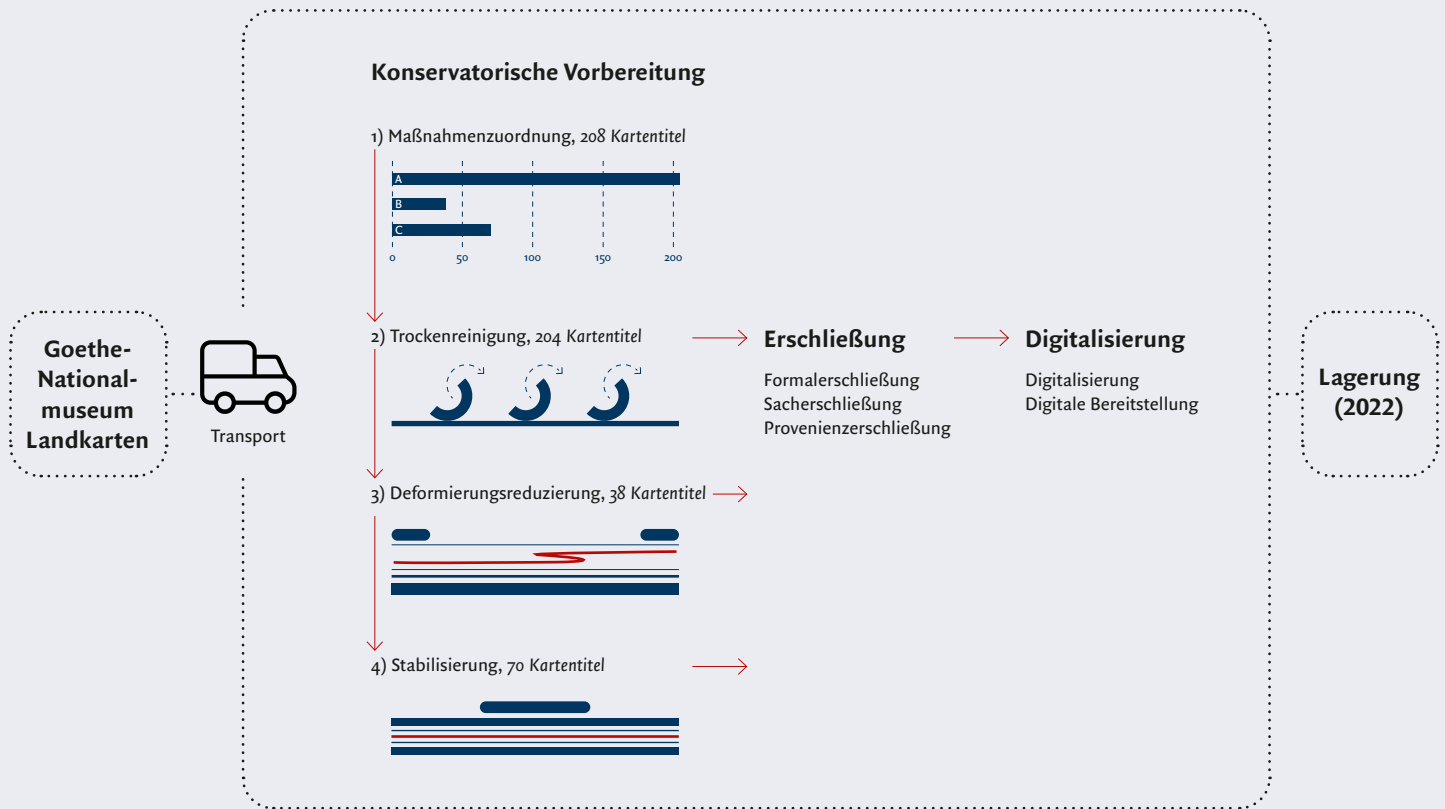 Konservatorische Vorbereitung
1) Maßnahmenzuordnung, 208 Kartentitel
A
B
C
0 50 100 150 200
Goethe-
National-
museum
Landkarten
Transport
2) Trockenreinigung, 204 Kartentitel
Erschließung
Formalerschließung
Sacherschließung
Provenienzerschließung
Digitalisierung
Digitalisierung
Digitale Bereitstellung
Lagerung
(2022)
3) Deformierungsreduzierung, 38 Kartentitel
4) Stabilisierung, 70 Kartentitel